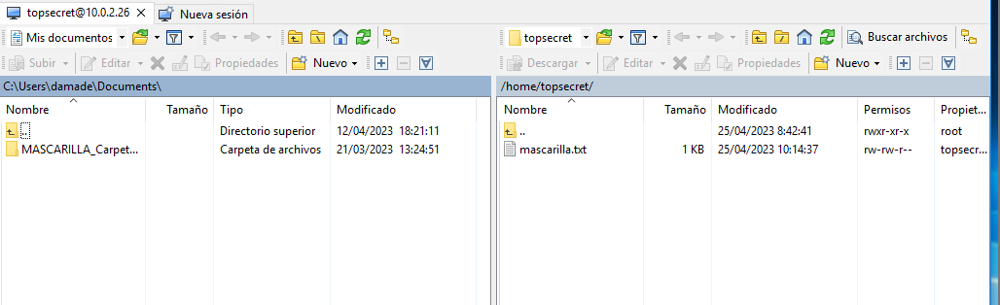 topsecret@10.0.2.26 X Nueva sesión
Mis documentos topsecret Buscar archivos
Subir Editar Propiedades Nuevo Descargar Editar Propiedades Nuevo
C:\Users\damade\Documents\ /home/topsecret/
Nombre Tamaño Tipo Modificado Nombre Tamaño Modificado Permisos Propiet...
.. Directorio superior 12/04/2023 18:21:11 .. 25/04/2023 8:42:41 rwxr-xr-x root
MASCARILLA_Carpet... Carpeta de archivos 21/03/2023 13:24:51 mascarilla.txt 1 KB 25/04/2023 10:14:37 rw-rw-r-- topsecr...